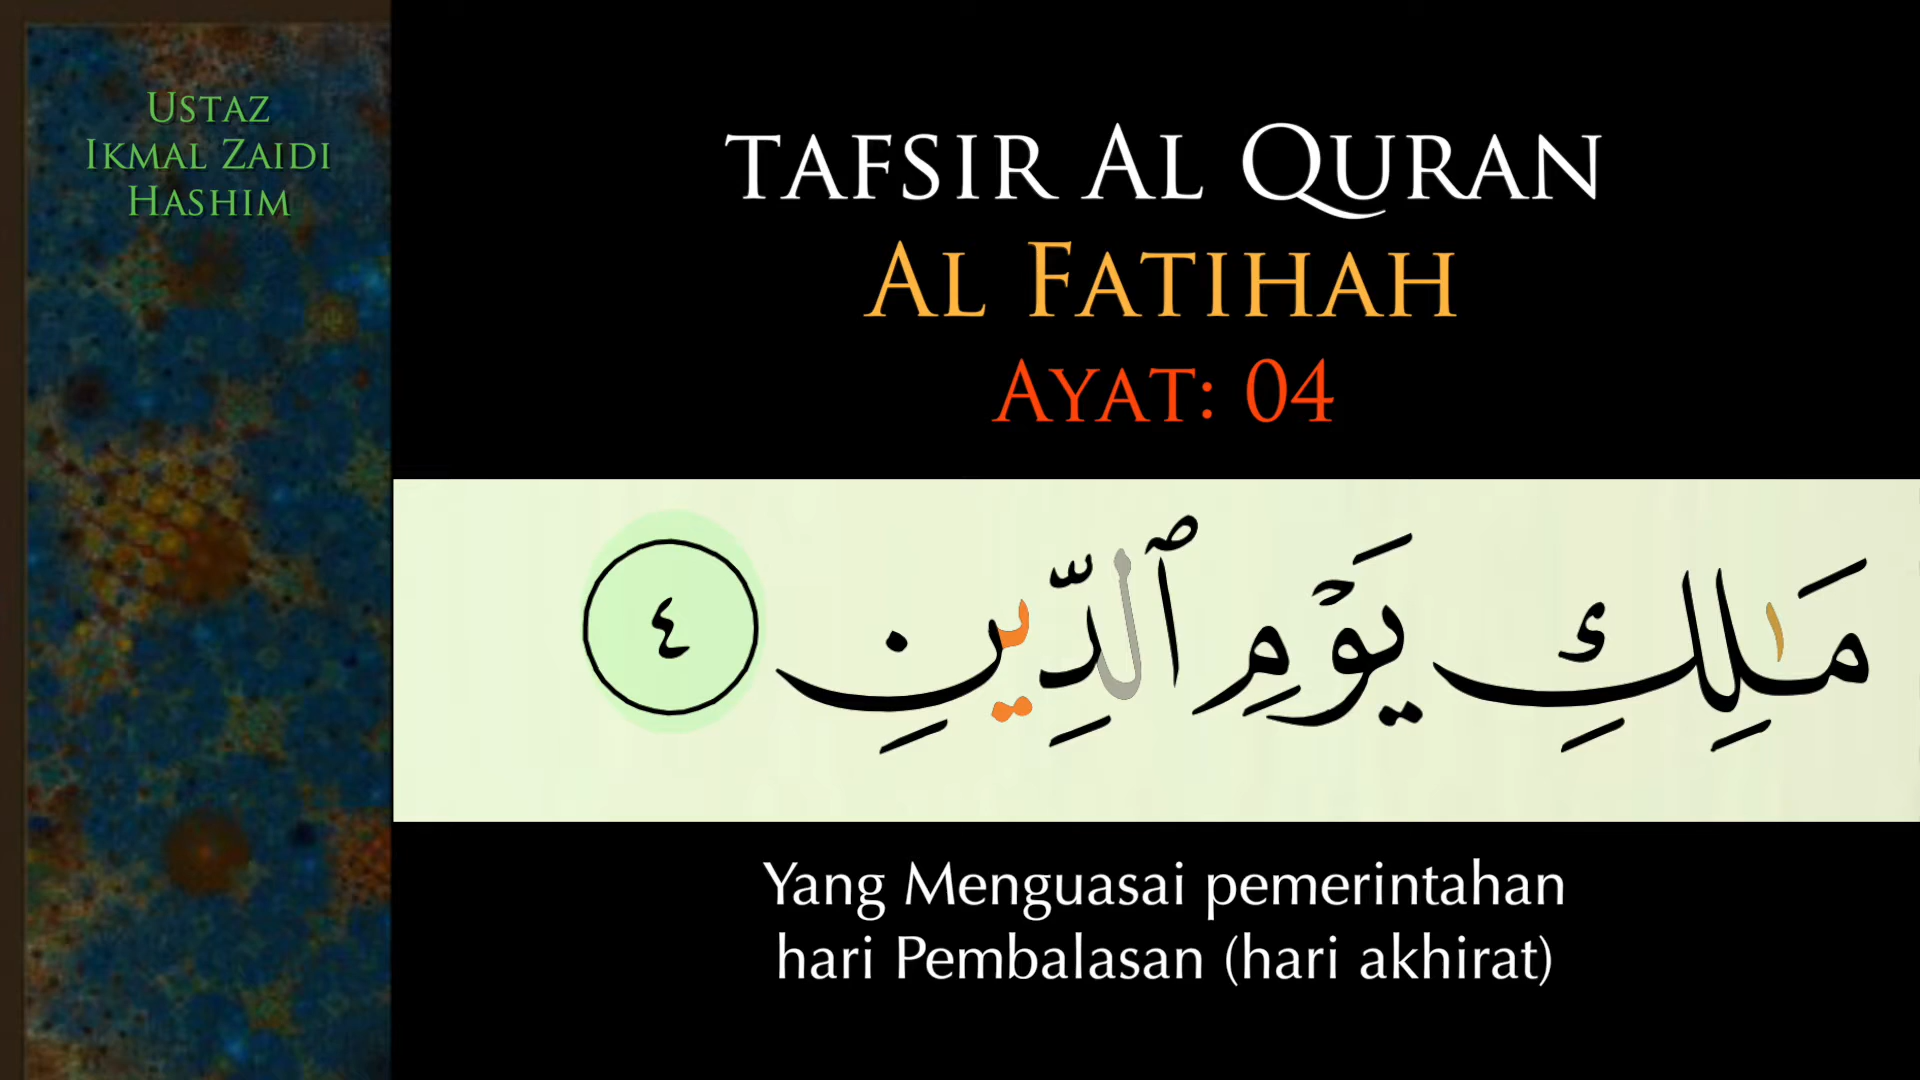 Ustaz
Ikmal Zaidi
Hashim
Tafsir Al Quran
Al Fatihah
Ayat: 04
مَـٰلِكِ يَوْمِ ٱلدِّينِ ٤
Yang Menguasai pemerintahan
hari Pembalasan (hari akhirat)